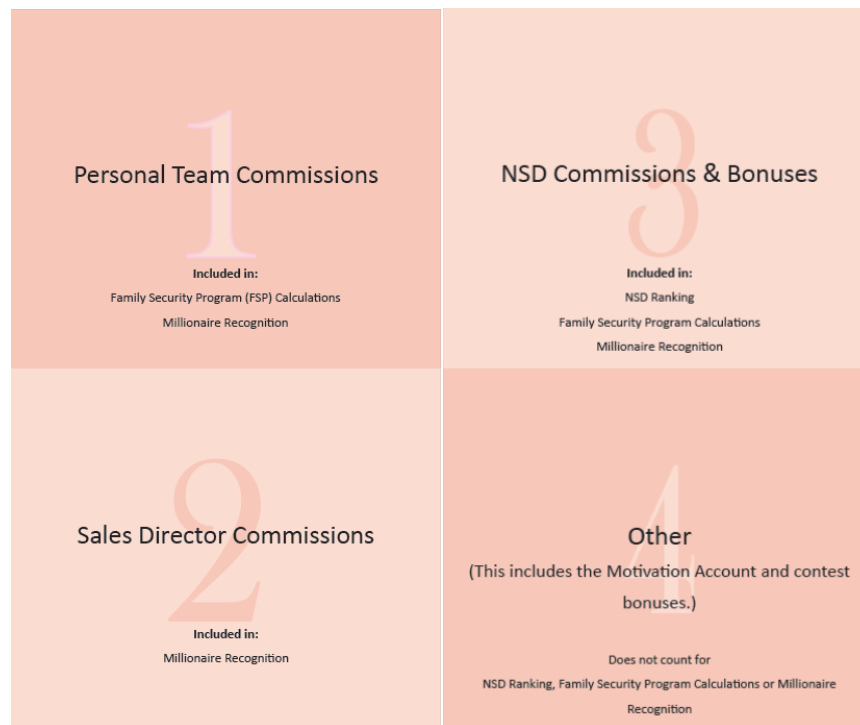 1
Personal Team Commissions
Included in:
Family Security Program (FSP) Calculations
Millionaire Recognition
2
Sales Director Commissions
Included in:
Millionaire Recognition
3
NSD Commissions & Bonuses
Included in:
NSD Ranking
Family Security Program Calculations
Millionaire Recognition
4
Other
(This includes the Motivation Account and contest
bonuses.)
Does not count for
NSD Ranking, Family Security Program Calculations or Millionaire
Recognition